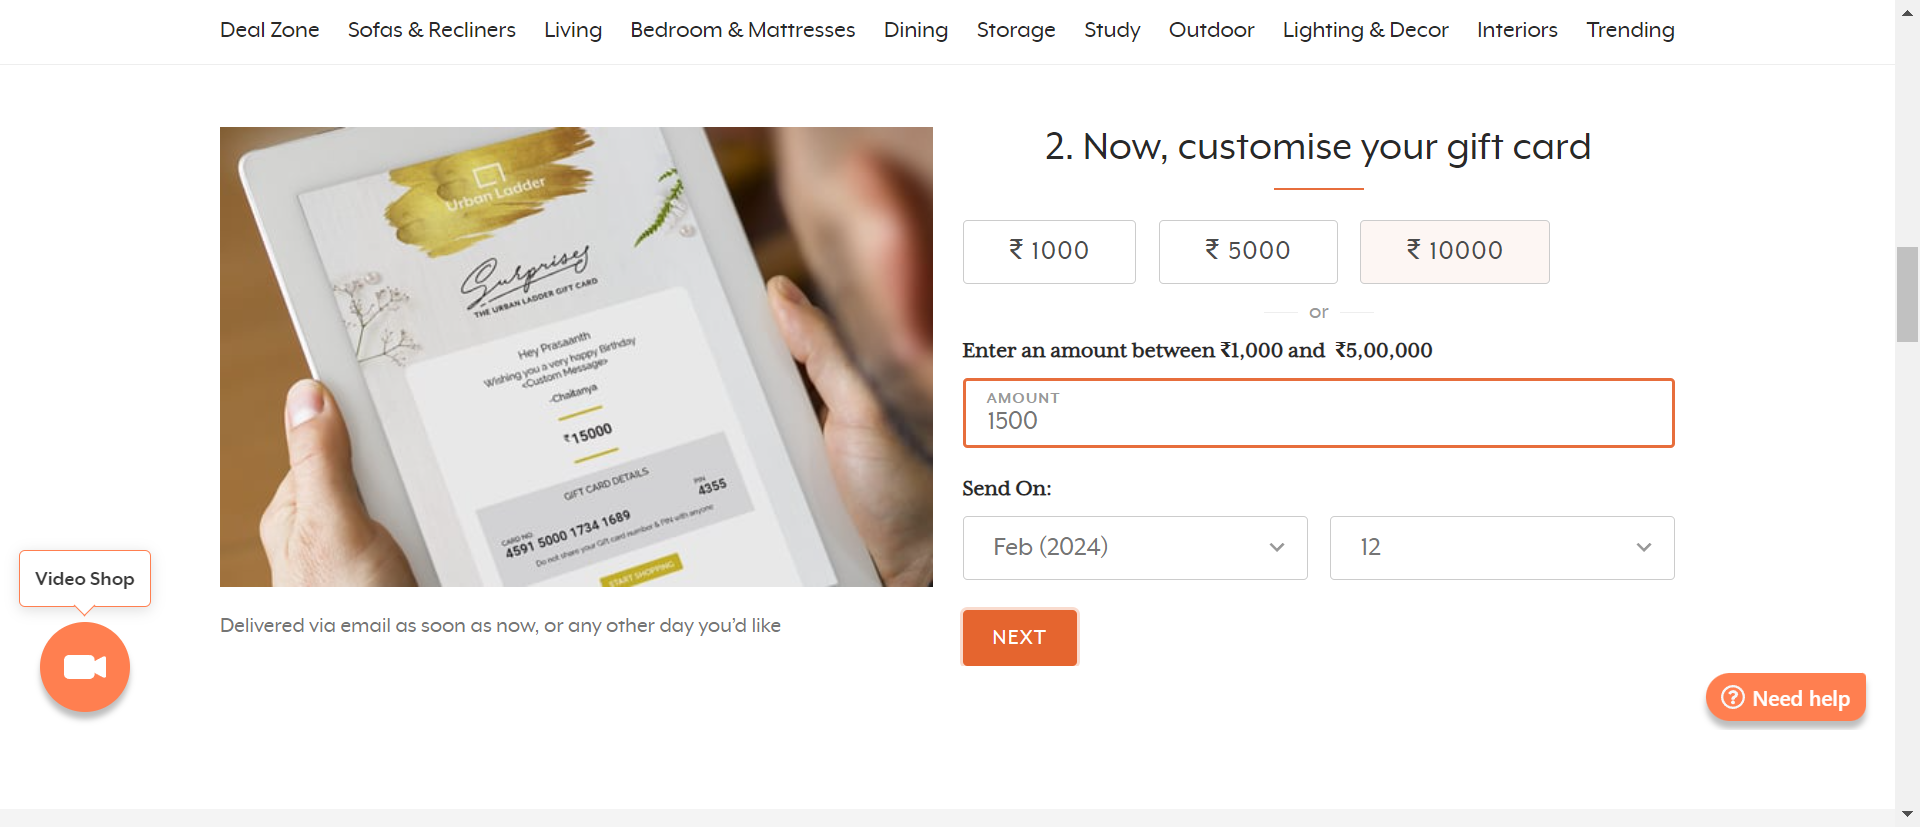 Deal Zone Sofas & Recliners Living Bedroom & Mattresses Dining Storage Study Outdoor Lighting & Decor Interiors Trending
Urban Ladder
Surprises
THE URBAN LADDER GIFT CARD
Hey Prasaanth
Wishing you a very happy Birthday
<Custom Message>
-Chaitanya
₹15000
GIFT CARD DETAILS
CARD NO.
4591 5000 1734 1689
PIN
4355
Do not share your Gift card number & PIN with anyone
START SHOPPING
Delivered via email as soon as now, or any other day you'd like
2. Now, customise your gift card
₹ 1000 ₹ 5000 ₹ 10000
or
Enter an amount between ₹1,000 and ₹5,00,000
AMOUNT
1500
Send On:
Feb (2024) 12
NEXT
Video Shop
Need help